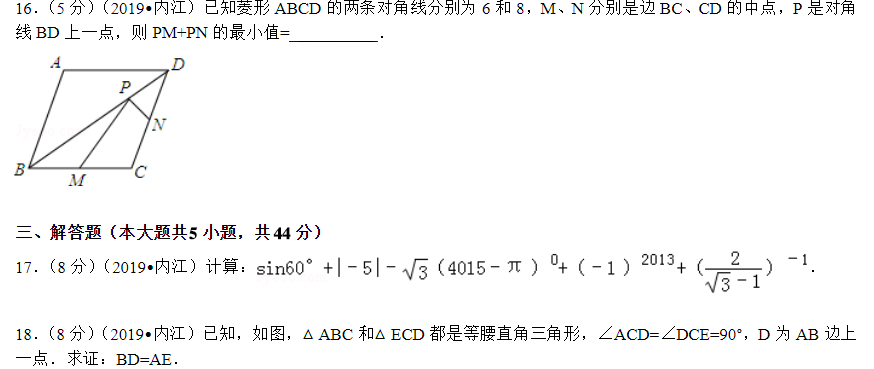 16.（5分）（2019•内江）已知菱形ABCD的两条对角线分别为6和8，M、N分别是边BC、CD的中点，P是对角
线BD上一点，则PM+PN的最小值=__________.
A
D
P
N
B
M
C
三、解答题（本大题共5小题，共44分）
17.（8分）（2019•内江）计算：sin60°+|﹣5|﹣√3（4015﹣π）⁰+（﹣1）²⁰¹³+（2/(√3﹣1)）⁻¹.
18.（8分）（2019•内江）已知，如图，△ABC和△ECD都是等腰直角三角形，∠ACD=∠DCE=90°，D为AB边上
一点．求证：BD=AE.